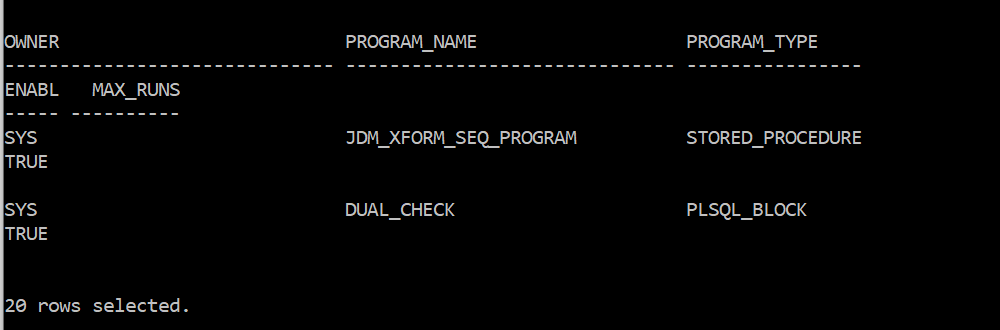 OWNER                          PROGRAM_NAME                   PROGRAM_TYPE
------------------------------ ------------------------------ ----------------
ENABL   MAX_RUNS
----- ----------
SYS                            JDM_XFORM_SEQ_PROGRAM          STORED_PROCEDURE
TRUE
SYS                            DUAL_CHECK                     PLSQL_BLOCK
TRUE
20 rows selected.